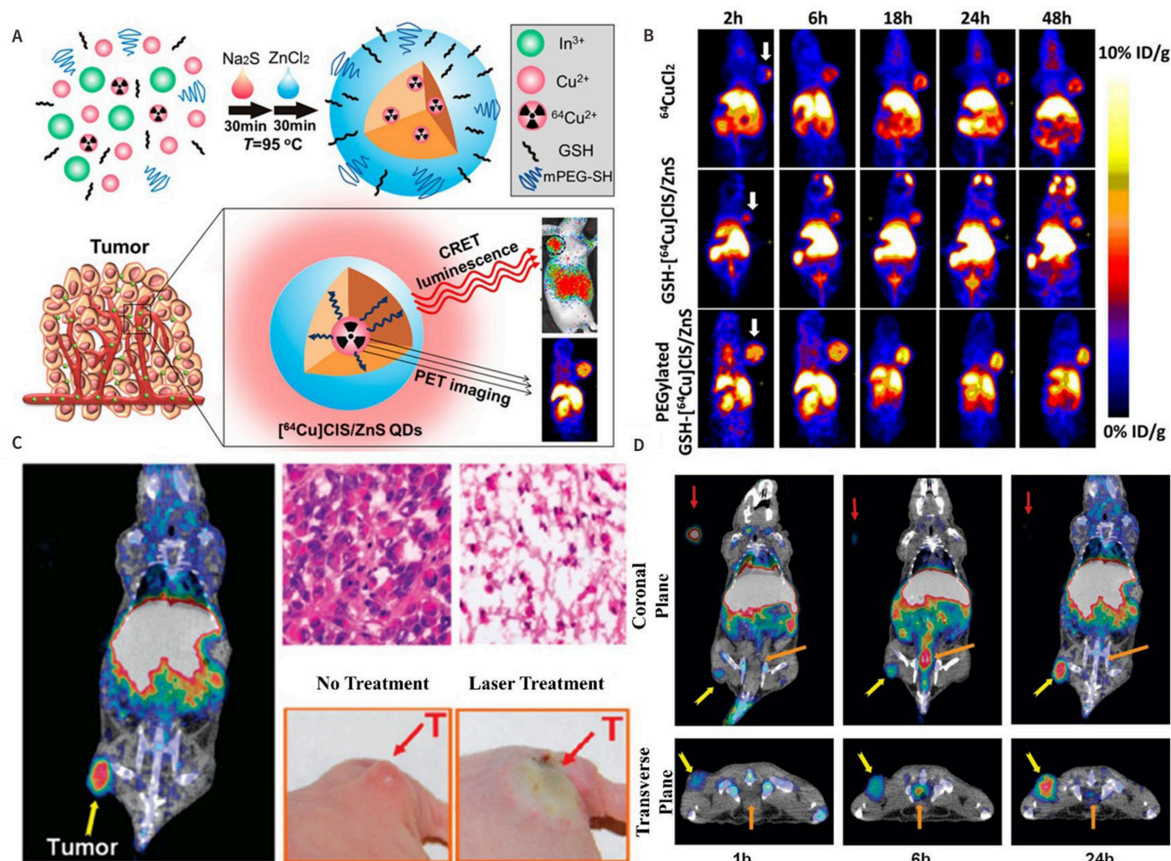 A
Na₂S ZnCl₂
30min 30min
T=95 °C
In³⁺
Cu²⁺
⁶⁴Cu²⁺
GSH
mPEG-SH
Tumor
CRET
luminescence
PET imaging
[⁶⁴Cu]CIS/ZnS QDs
B
2h 6h 18h 24h 48h
⁶⁴CuCl₂
GSH-[⁶⁴Cu]CIS/ZnS
PEGylated
GSH-[⁶⁴Cu]CIS/ZnS
10% ID/g
0% ID/g
C
Tumor
No Treatment Laser Treatment
T T
D
Coronal
Plane
Transverse
Plane
1h 6h 24h